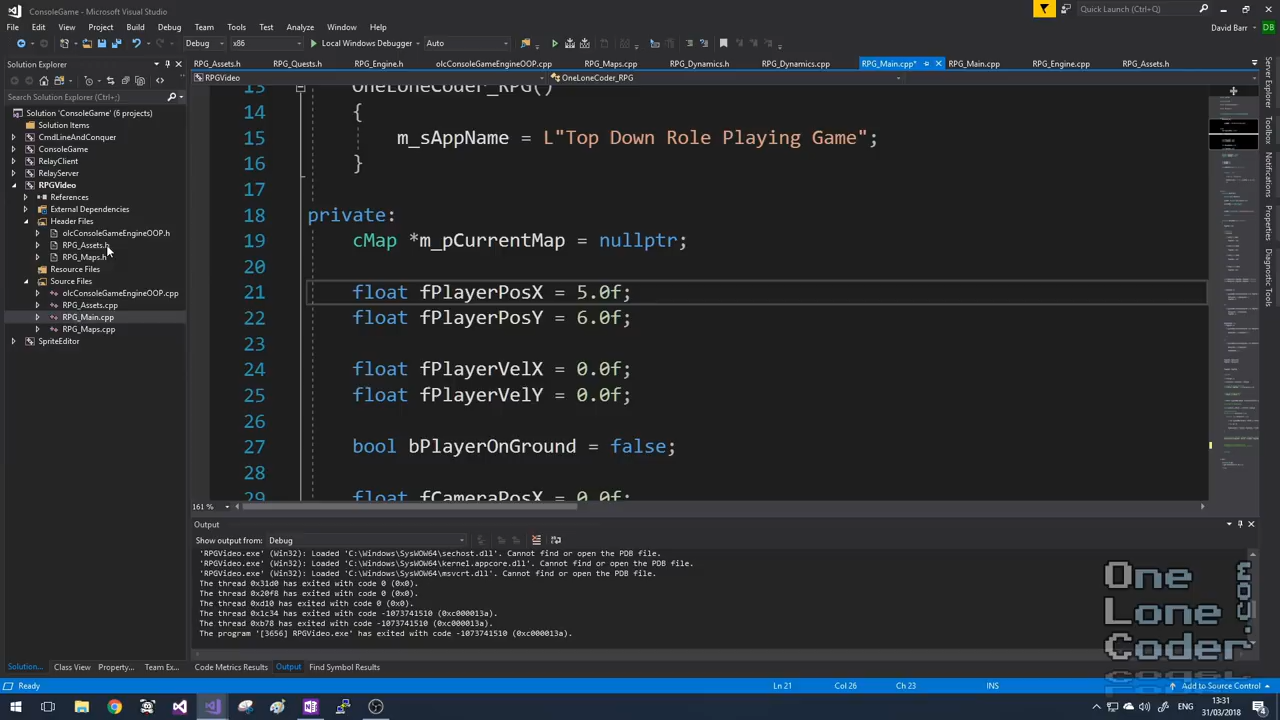 ConsoleGame - Microsoft Visual Studio
Quick Launch (Ctrl+Q)
File Edit View Project Build Debug Team Tools Test Analyze Window Help
David Barr DB
Debug x86 Local Windows Debugger Auto
Solution Explorer
RPG_Assets.h RPG_Quests.h RPG_Engine.h olcConsoleGameEngineOOP.cpp RPG_Maps.cpp RPG_Dynamics.h RPG_Dynamics.cpp RPG_Main.cpp* RPG_Main.cpp RPG_Engine.cpp RPG_Assets.h
RPGVideo OneLoneCoder_RPG
Search Solution Explorer (Ctrl+;)
Solution 'ConsoleGame' (6 projects)
Solution Items
CmdLineAndConquer
ConsoleGame
RelayClient
RelayServer
RPGVideo
References
External Dependencies
Header Files
olcConsoleGameEngineOOP.h
RPG_Assets.h
RPG_Maps.h
Resource Files
Source Files
olcConsoleGameEngineOOP.cpp
RPG_Assets.cpp
RPG_Main.cpp
RPG_Maps.cpp
SpriteEditor
13 OneLoneCoder_RPG()
14 {
15 m_sAppName = L"Top Down Role Playing Game";
16 }
17
18 private:
19 cMap *m_pCurrentMap = nullptr;
20
21 float fPlayerPosX = 5.0f;
22 float fPlayerPosY = 6.0f;
23
24 float fPlayerVelX = 0.0f;
25 float fPlayerVelY = 0.0f;
26
27 bool bPlayerOnGround = false;
28
29 float fCameraPosX = 0.0f;
161 %
Server Explorer
Toolbox
Notifications
Properties
Diagnostic Tools
Output
Show output from: Debug
'RPGVideo.exe' (Win32): Loaded 'C:\Windows\SysWOW64\sechost.dll'. Cannot find or open the PDB file.
'RPGVideo.exe' (Win32): Loaded 'C:\Windows\SysWOW64\kernel.appcore.dll'. Cannot find or open the PDB file.
'RPGVideo.exe' (Win32): Loaded 'C:\Windows\SysWOW64\msvcrt.dll'. Cannot find or open the PDB file.
The thread 0x31d0 has exited with code 0 (0x0).
The thread 0x20f8 has exited with code 0 (0x0).
The thread 0xd10 has exited with code 0 (0x0).
The thread 0x1c34 has exited with code -1073741510 (0xc000013a).
The thread 0xb78 has exited with code -1073741510 (0xc000013a).
The program '[3656] RPGVideo.exe' has exited with code -1073741510 (0xc000013a).
One
Lone
Coder
.com
Solution... Class View Property... Team Ex...
Code Metrics Results Output Find Symbol Results
Ready Ln 21 Col 26 Ch 23 INS Add to Source Control
13:31
31/03/2018